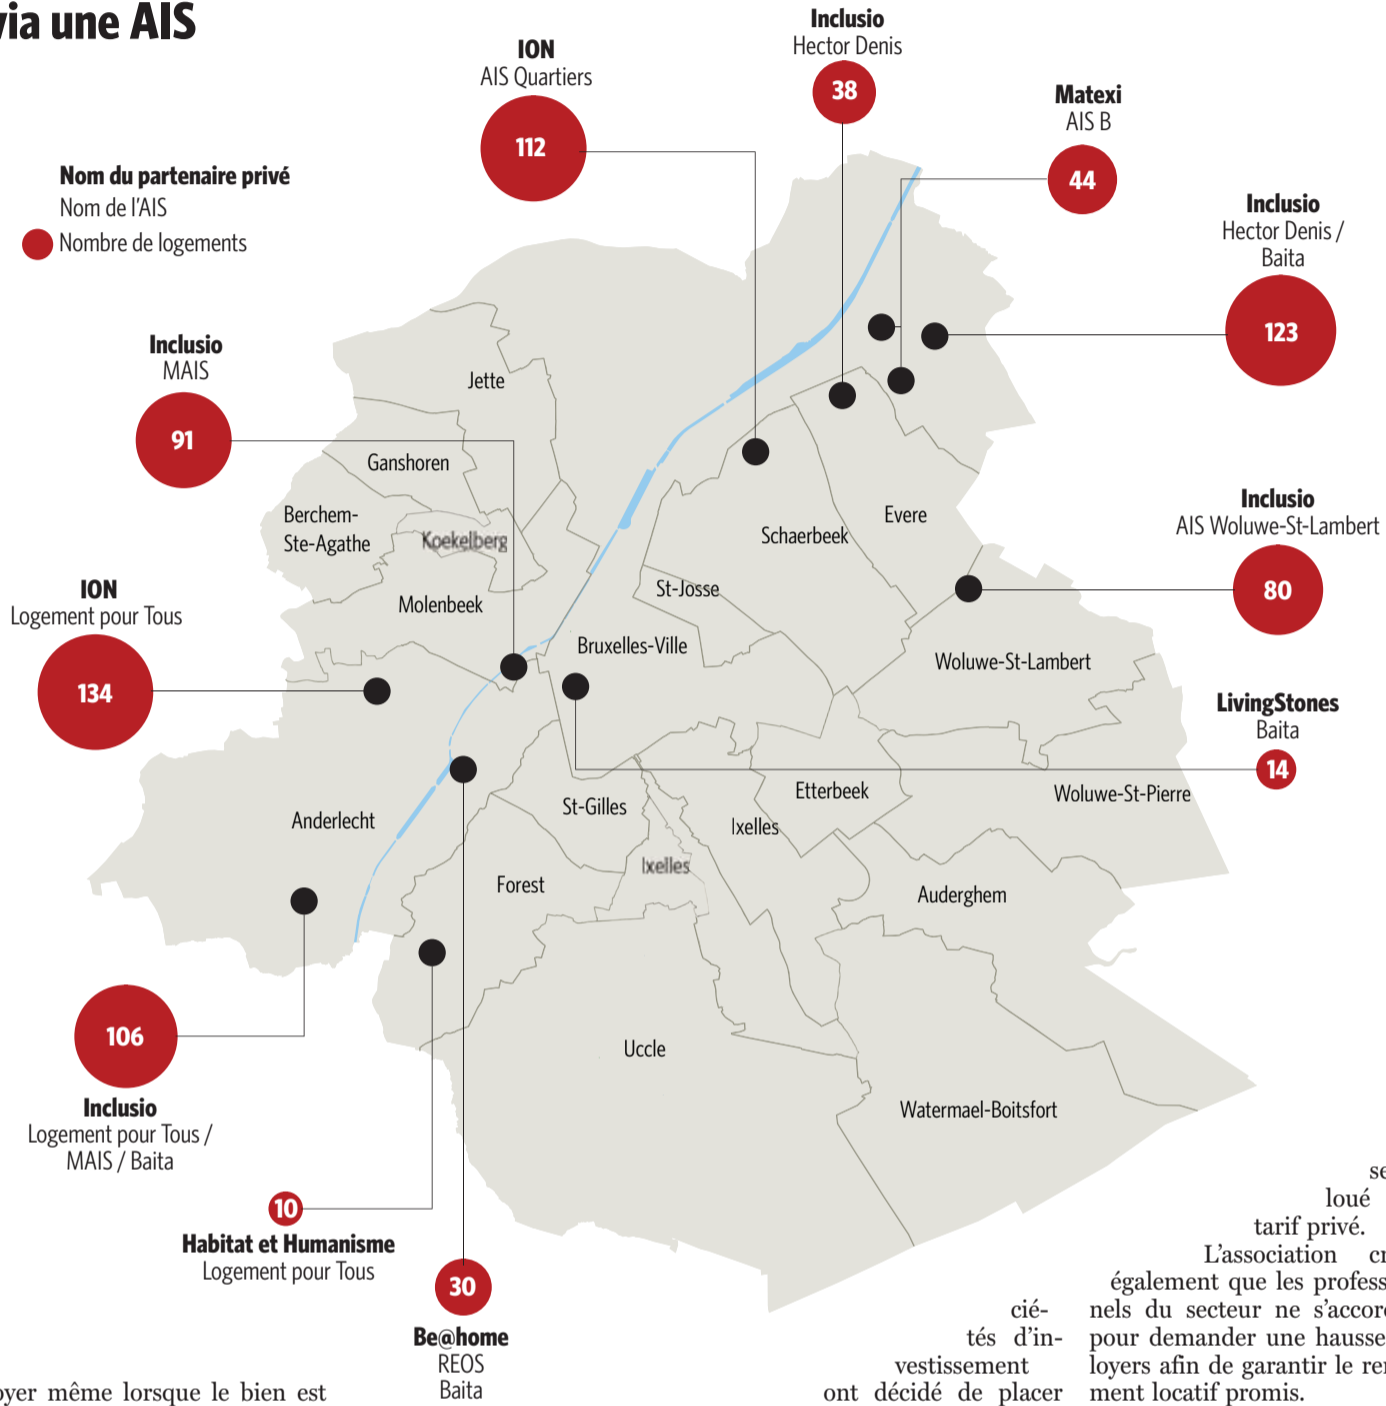 via une AIS
Nom du partenaire privé
Nom de l'AIS
Nombre de logements
ION
AIS Quartiers
112
Inclusio
Hector Denis
38
Matexi
AIS B
44
Inclusio
Hector Denis /
Baita
123
Inclusio
MAIS
91
Inclusio
AIS Woluwe-St-Lambert
80
ION
Logement pour Tous
134
LivingStones
Baita
14
Jette
Ganshoren
Berchem-
Ste-Agathe
Koekelberg
Molenbeek
Schaerbeek
Evere
St-Josse
Bruxelles-Ville
Woluwe-St-Lambert
Anderlecht
St-Gilles
Ixelles
Etterbeek
Woluwe-St-Pierre
Ixelles
Forest
Auderghem
Uccle
Watermael-Boitsfort
106
Inclusio
Logement pour Tous /
MAIS / Baita
10
Habitat et Humanisme
Logement pour Tous
30
Be@home
REOS
Baita
oyer même lorsque le bien est
cié-
tés d'in-
vestissement
ont décidé de placer
se
loué
tarif privé.
L'association cr
également que les profess
nels du secteur ne s'accor
pour demander une hausse
loyers afin de garantir le re
ment locatif promis.